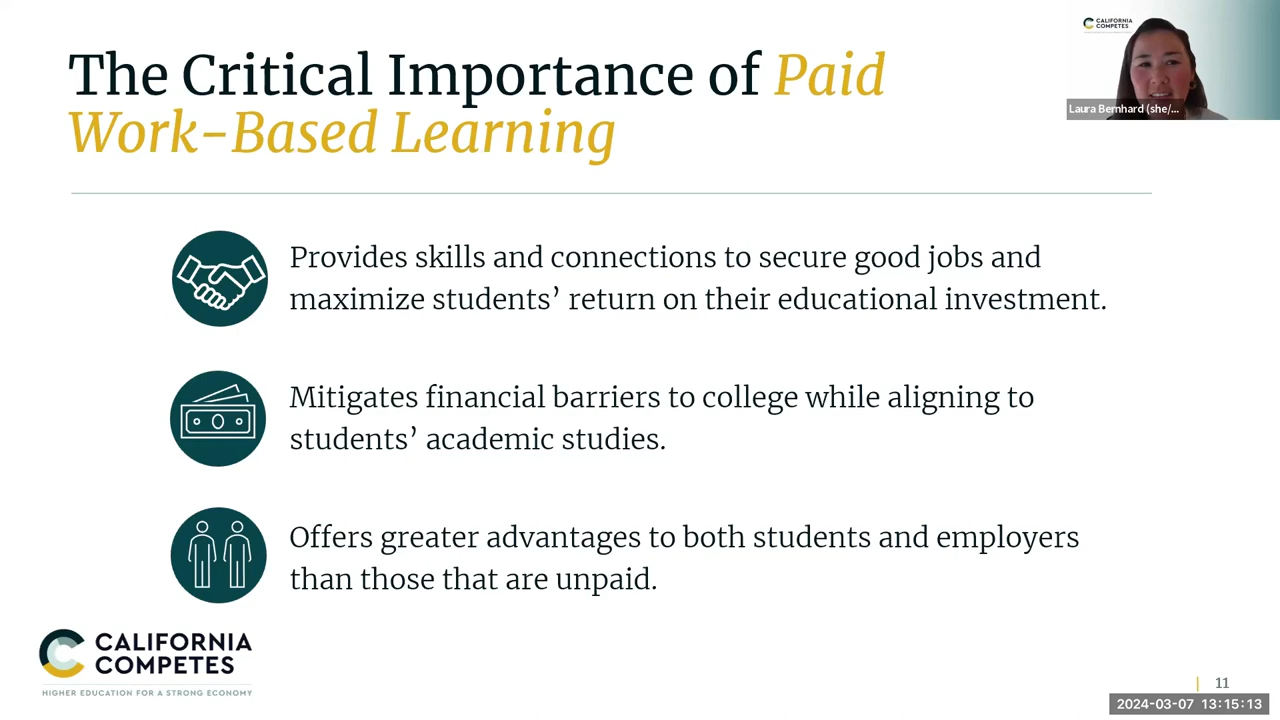 The Critical Importance of Paid
Work-Based Learning
CALIFORNIA
COMPETES
Laura Bernhard (she/...
Provides skills and connections to secure good jobs and
maximize students’ return on their educational investment.
Mitigates financial barriers to college while aligning to
students’ academic studies.
Offers greater advantages to both students and employers
than those that are unpaid.
CALIFORNIA
COMPETES
HIGHER EDUCATION FOR A STRONG ECONOMY
11
2024-03-07 13:15:13